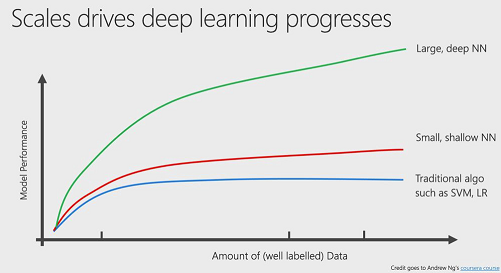 Scales drives deep learning progresses
Large, deep NN
Small, shallow NN
Traditional algo
such as SVM, LR
Model Performance
Amount of (well labelled) Data
Credit goes to Andrew Ng's coursera course